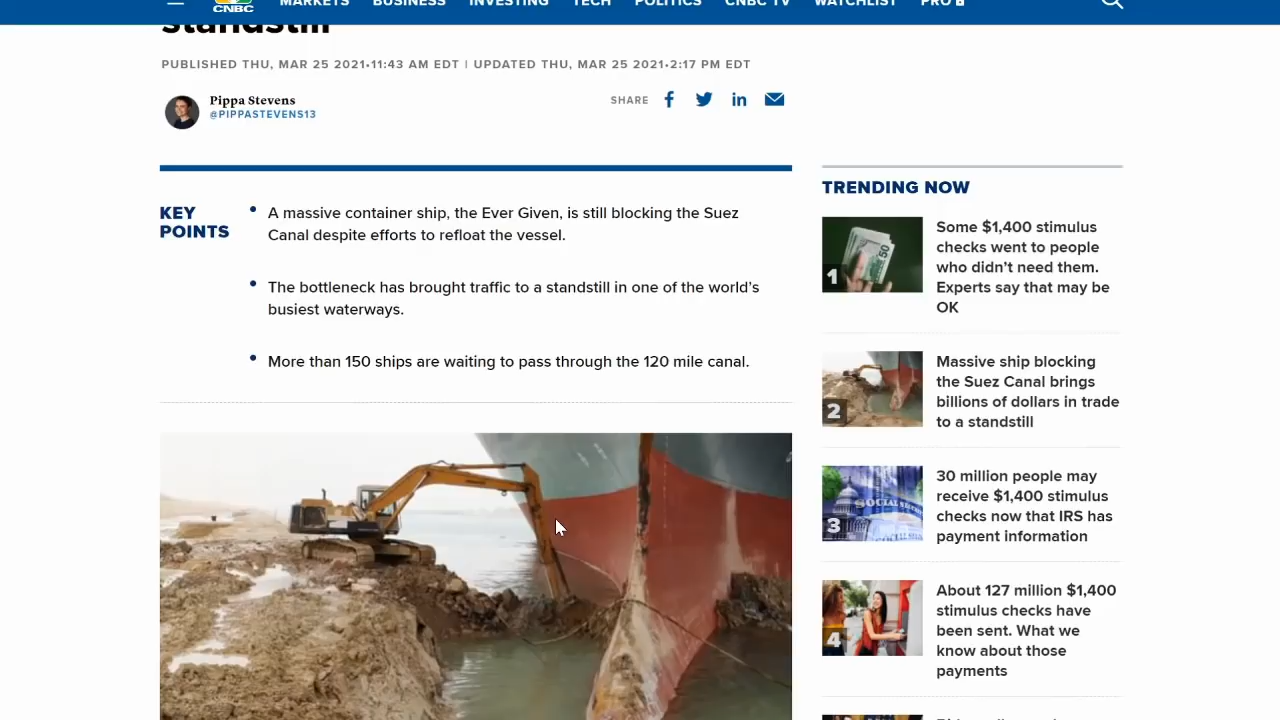 CNBC
MARKETS BUSINESS INVESTING TECH POLITICS CNBC TV WATCHLIST PRO
standstill
PUBLISHED THU, MAR 25 2021•11:43 AM EDT | UPDATED THU, MAR 25 2021•2:17 PM EDT
Pippa Stevens
@PIPPASTEVENS13
SHARE
KEY
POINTS
A massive container ship, the Ever Given, is still blocking the Suez
Canal despite efforts to refloat the vessel.
The bottleneck has brought traffic to a standstill in one of the world's
busiest waterways.
More than 150 ships are waiting to pass through the 120 mile canal.
TRENDING NOW
1
Some $1,400 stimulus
checks went to people
who didn't need them.
Experts say that may be
OK
2
Massive ship blocking
the Suez Canal brings
billions of dollars in trade
to a standstill
SOCIAL SECURITY
3
30 million people may
receive $1,400 stimulus
checks now that IRS has
payment information
4
About 127 million $1,400
stimulus checks have
been sent. What we
know about those
payments